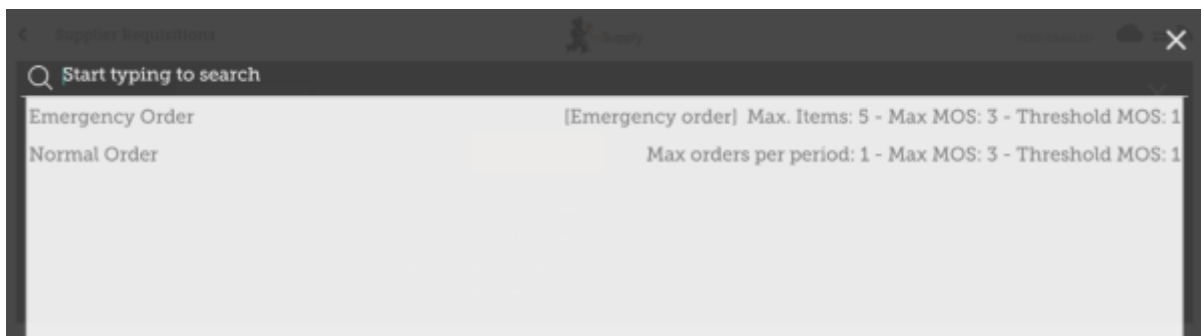 Supplier Requisitions
Supply
Start typing to search
Emergency Order [Emergency order] Max. Items: 5 - Max MOS: 3 - Threshold MOS: 1
Normal Order Max orders per period: 1 - Max MOS: 3 - Threshold MOS: 1